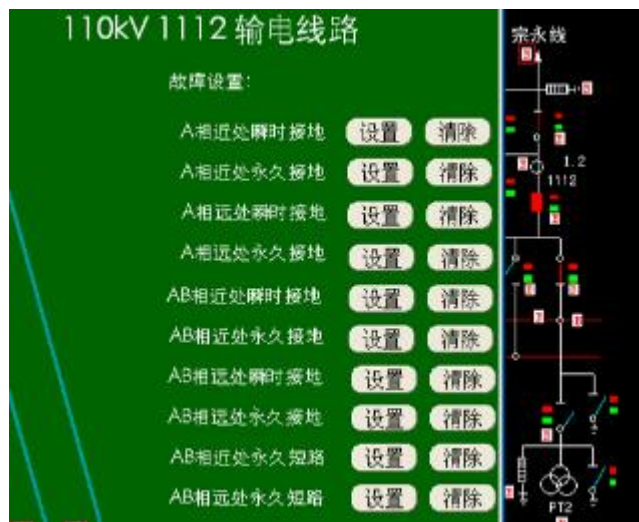 110kV 1112 输电线路
故障设置:
A相近处瞬时接地 设置 清除
A相近处永久接地 设置 清除
A相远处瞬时接地 设置 清除
A相远处永久接地 设置 清除
AB相近处瞬时接地 设置 清除
AB相近处永久接地 设置 清除
AB相远处瞬时接地 设置 清除
AB相远处永久接地 设置 清除
AB相近处永久短路 设置 清除
AB相远处永久短路 设置 清除
宗永线
1.2
1112
PT2